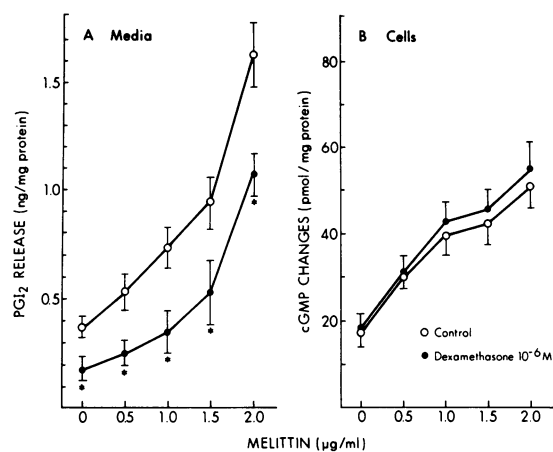 A Media
PGI₂ RELEASE (ng/mg protein)
1.5
1.0
0.5
*
*
*
*
*
0 0.5 1.0 1.5 2.0
B Cells
cGMP CHANGES (pmol/mg protein)
80
60
40
20
Control
Dexamethasone 10⁻⁶M
0 0.5 1.0 1.5 2.0
MELITTIN (µg/ml)